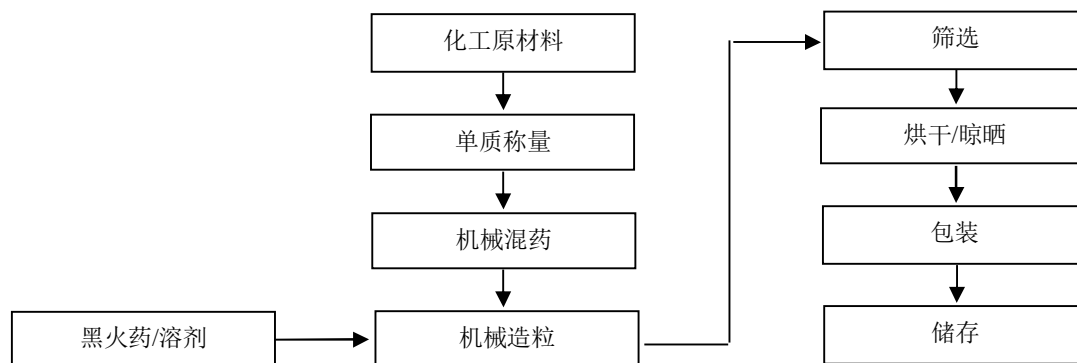 化工原材料
单质称量
机械混药
黑火药/溶剂
机械造粒
筛选
烘干/晾晒
包装
储存